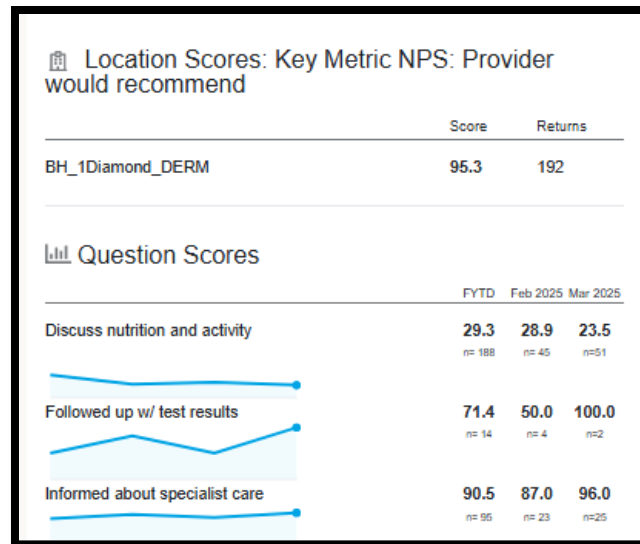 Location Scores: Key Metric NPS: Provider
would recommend
Score Returns
BH_1Diamond_DERM 95.3 192
Question Scores
FYTD Feb 2025 Mar 2025
Discuss nutrition and activity 29.3 28.9 23.5
n= 188 n= 45 n=51
Followed up w/ test results 71.4 50.0 100.0
n= 14 n= 4 n=2
Informed about specialist care 90.5 87.0 96.0
n= 95 n= 23 n=25